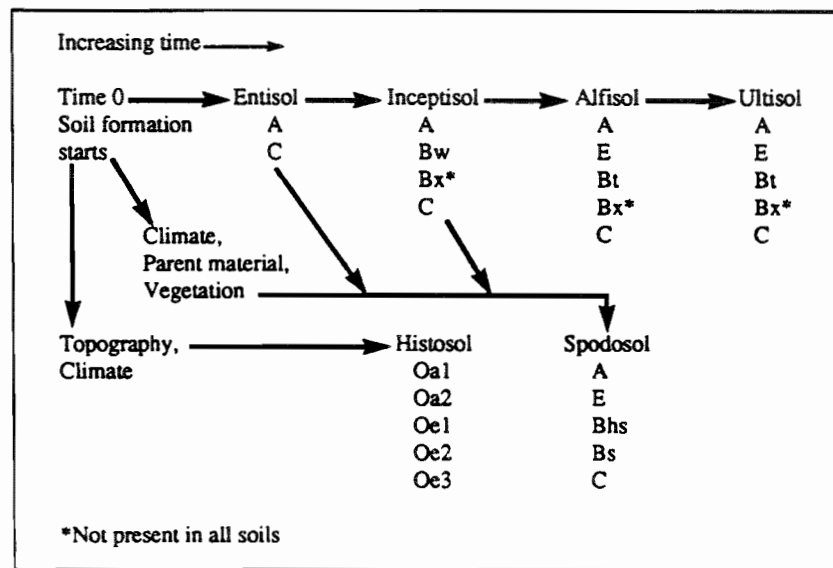 Increasing time
Time 0 Entisol Inceptisol Alfisol Ultisol
Soil formation A A A A
starts C Bw E E
Bx* Bt Bt
C Bx* Bx*
Climate, C C
Parent material,
Vegetation
Topography, Histosol Spodosol
Climate Oa1 A
Oa2 E
Oe1 Bhs
Oe2 Bs
Oe3 C
*Not present in all soils